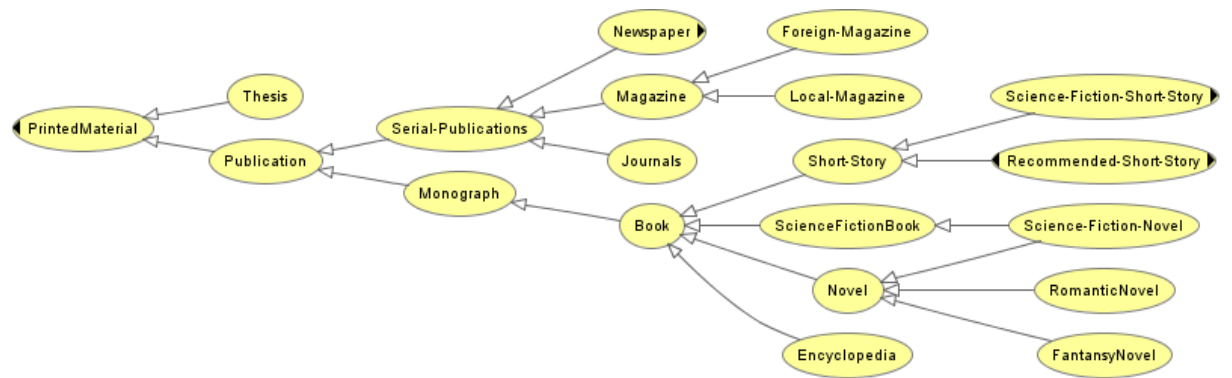 Newspaper
Foreign-Magazine
Thesis
Magazine
Local-Magazine
Science-Fiction-Short-Story
PrintedMaterial
Serial-Publications
Publication
Journals
Short-Story
Recommended-Short-Story
Monograph
Book
ScienceFictionBook
Science-Fiction-Novel
Novel
RomanticNovel
Encyclopedia
FantansyNovel